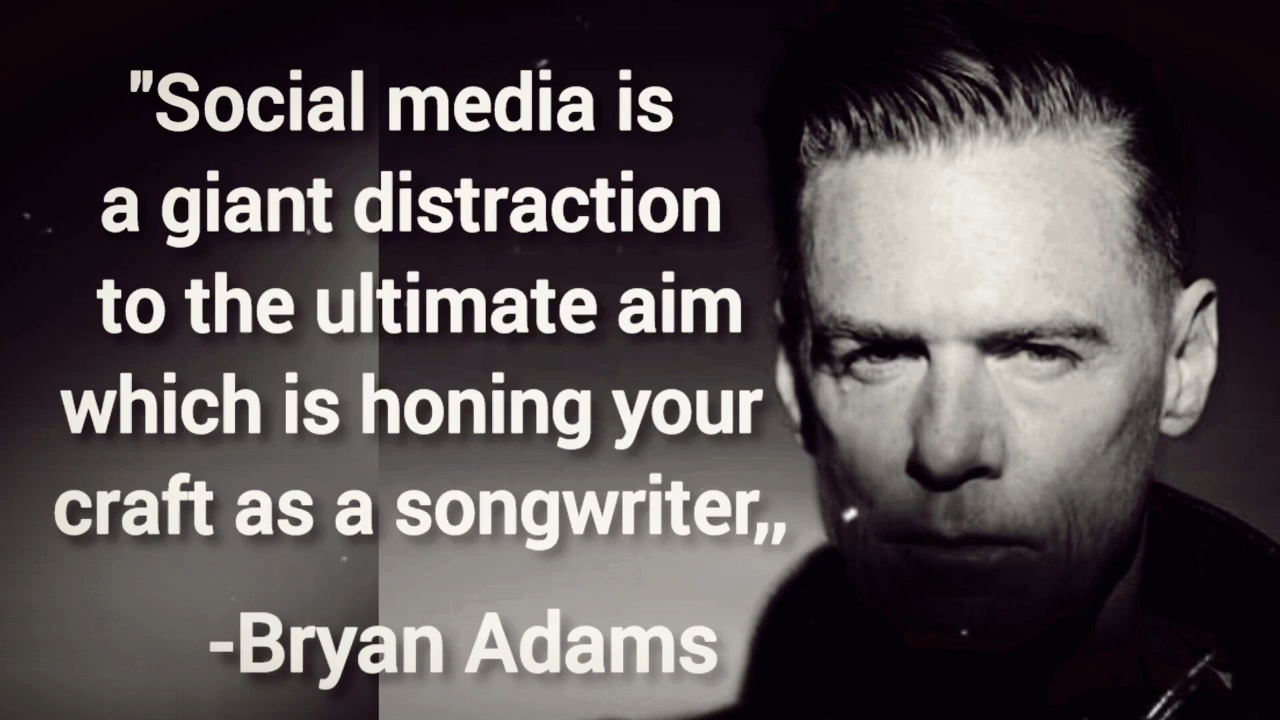 "Social media is
a giant distraction
to the ultimate aim
which is honing your
craft as a songwriter,,
-Bryan Adams